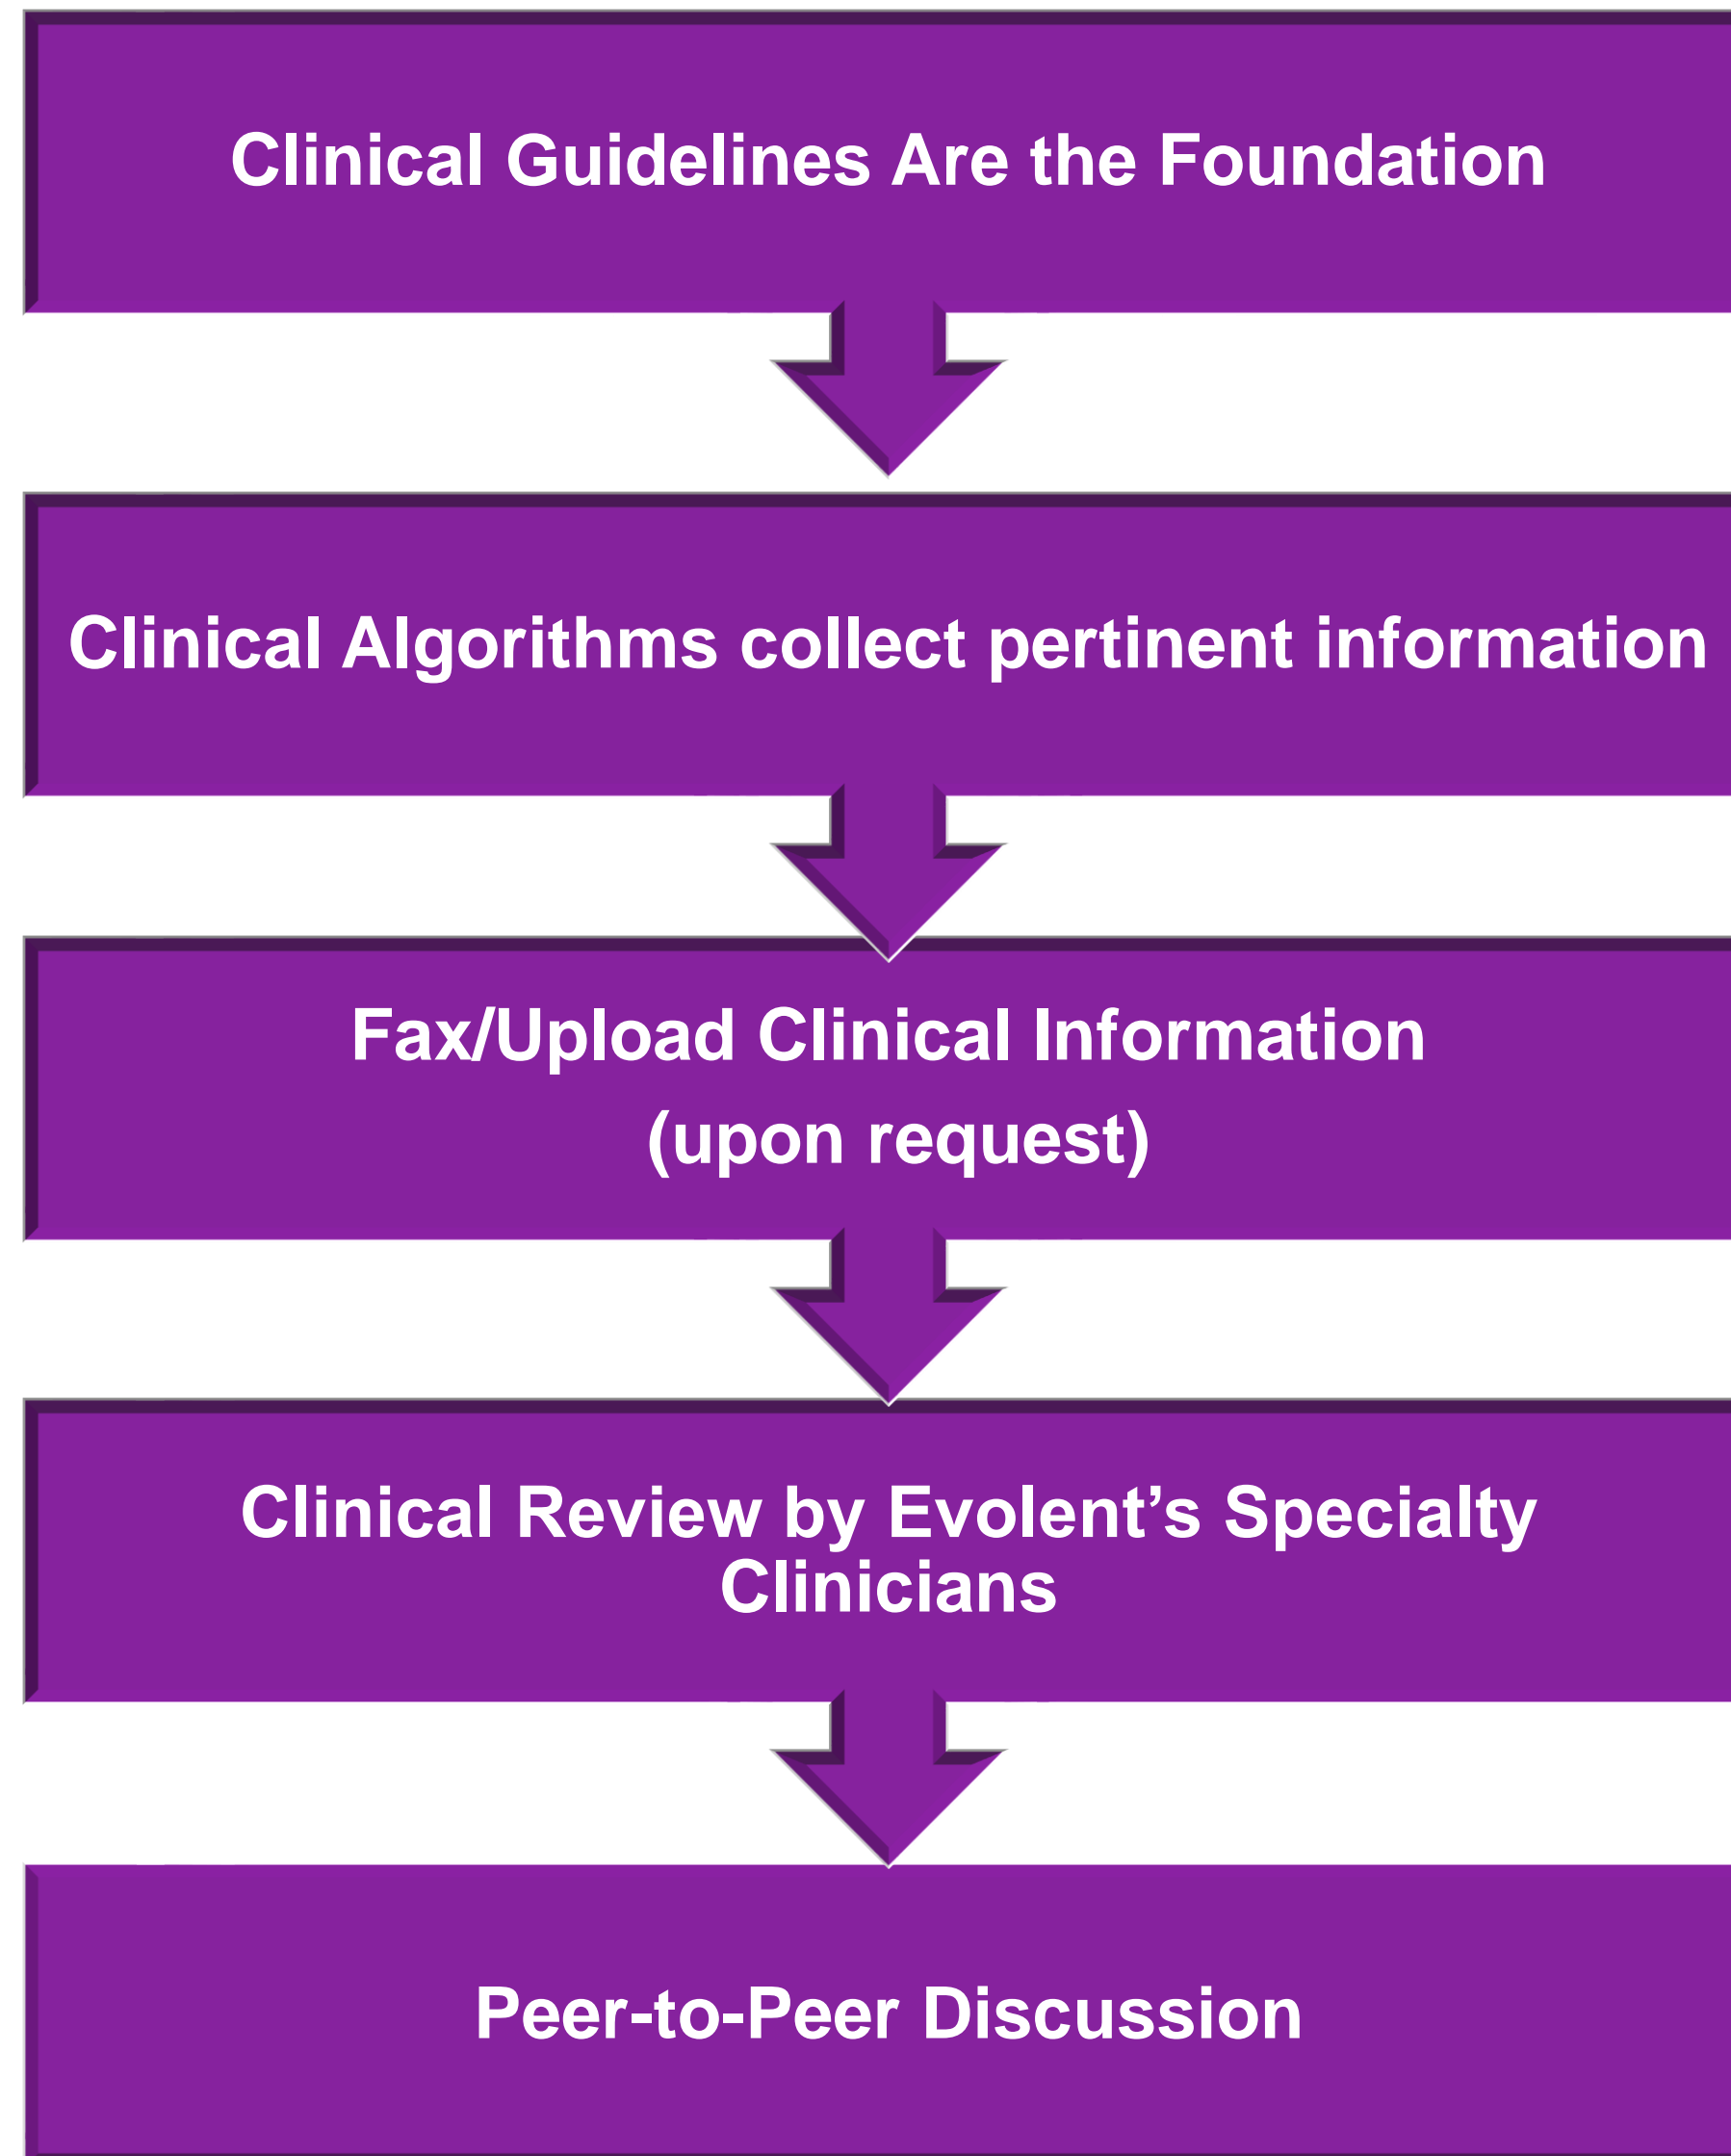 Clinical Guidelines Are the Foundation
Clinical Algorithms collect pertinent information
Fax/Upload Clinical Information
(upon request)
Clinical Review by Evolent’s Specialty
Clinicians
Peer-to-Peer Discussion